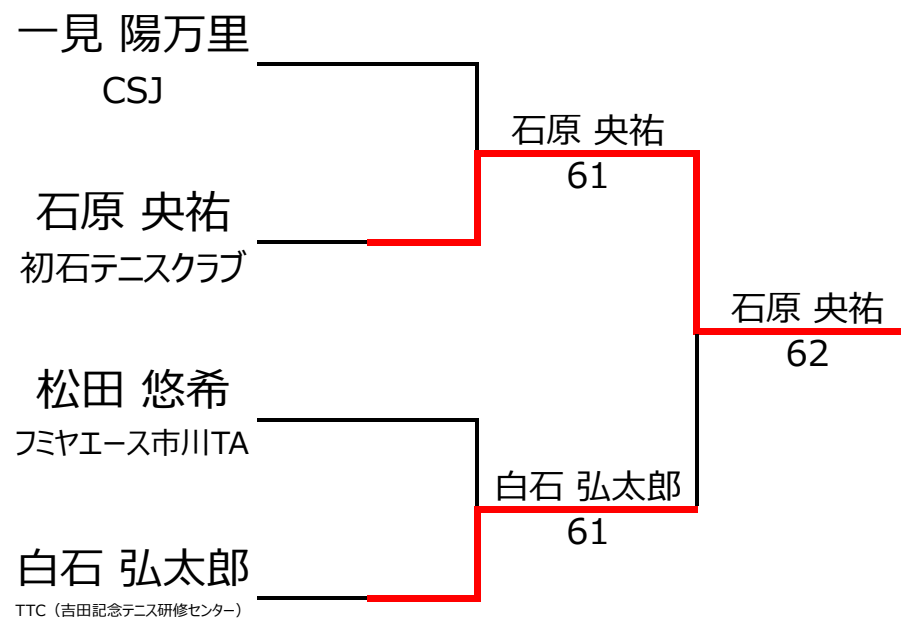 一見 陽万里
CSJ
石原 央祐
61
石原 央祐
初石テニスクラブ
石原 央祐
62
松田 悠希
フミヤエース市川TA
白石 弘太郎
61
白石 弘太郎
TTC（吉田記念テニス研修センター）